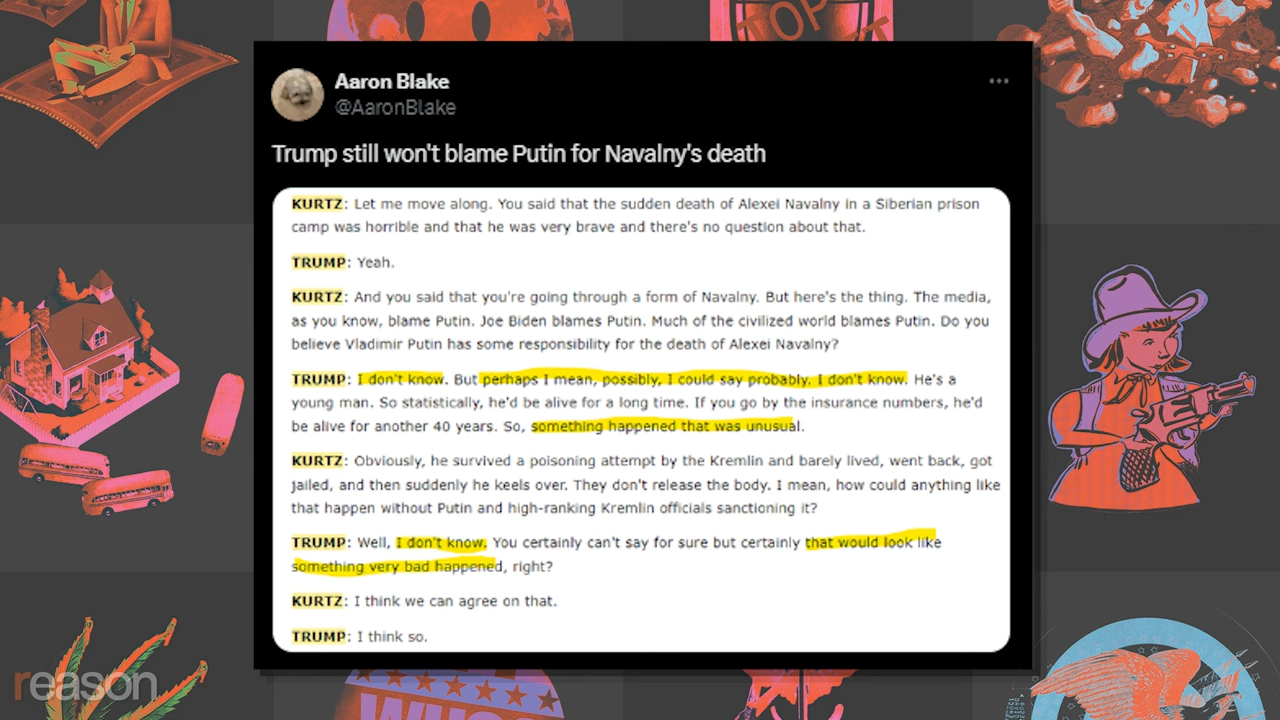 TOP
IT
Aaron Blake
@AaronBlake
Trump still won't blame Putin for Navalny's death
KURTZ: Let me move along. You said that the sudden death of Alexei Navalny in a Siberian prison
camp was horrible and that he was very brave and there's no question about that.
TRUMP: Yeah.
KURTZ: And you said that you're going through a form of Navalny. But here's the thing. The media,
as you know, blame Putin. Joe Biden blames Putin. Much of the civilized world blames Putin. Do you
believe Vladimir Putin has some responsibility for the death of Alexei Navalny?
TRUMP: I don't know. But perhaps I mean, possibly, I could say probably. I don't know. He's a
young man. So statistically, he'd be alive for a long time. If you go by the insurance numbers, he'd
be alive for another 40 years. So, something happened that was unusual.
KURTZ: Obviously, he survived a poisoning attempt by the Kremlin and barely lived, went back, got
jailed, and then suddenly he keels over. They don't release the body. I mean, how could anything like
that happen without Putin and high-ranking Kremlin officials sanctioning it?
TRUMP: Well, I don't know. You certainly can't say for sure but certainly that would look like
something very bad happened, right?
KURTZ: I think we can agree on that.
TRUMP: I think so.
reason